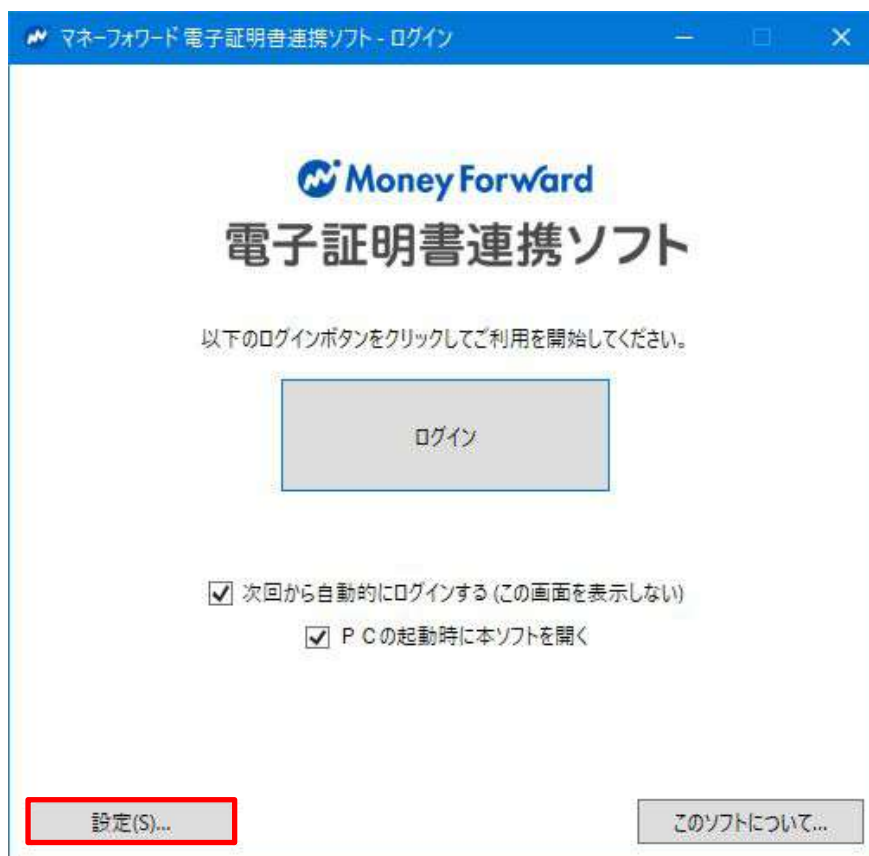 マネーフォワード 電子証明書連携ソフト - ログイン
Money Forward
電子証明書連携ソフト
以下のログインボタンをクリックしてご利用を開始してください。
ログイン
次回から自動的にログインする (この画面を表示しない)
ＰＣの起動時に本ソフトを開く
設定(S)...
このソフトについて...